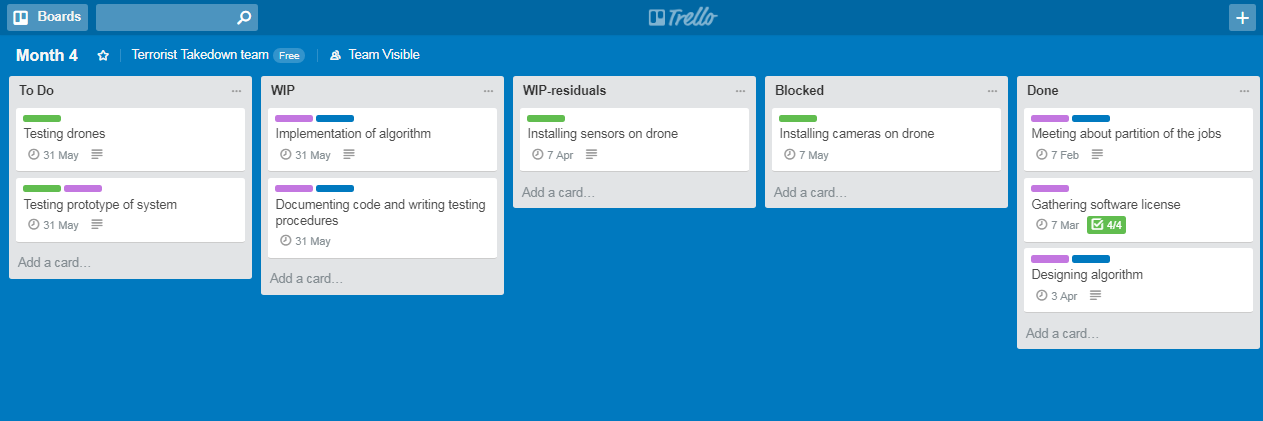 Boards
Trello
Month 4
Terrorist Takedown team Free
Team Visible
To Do
Testing drones
31 May
Testing prototype of system
31 May
Add a card…
WIP
Implementation of algorithm
31 May
Documenting code and writing testing
procedures
31 May
Add a card…
WIP-residuals
Installing sensors on drone
7 Apr
Add a card…
Blocked
Installing cameras on drone
7 May
Add a card…
Done
Meeting about partition of the jobs
7 Feb
Gathering software license
7 Mar 4/4
Designing algorithm
3 Apr
Add a card…